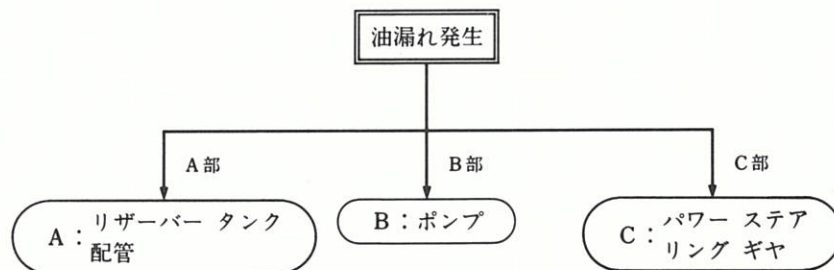 油漏れ発生
A部
B部
C部
A：リザーバー タンク
配管
B：ポンプ
C：パワー ステア
リング ギヤ